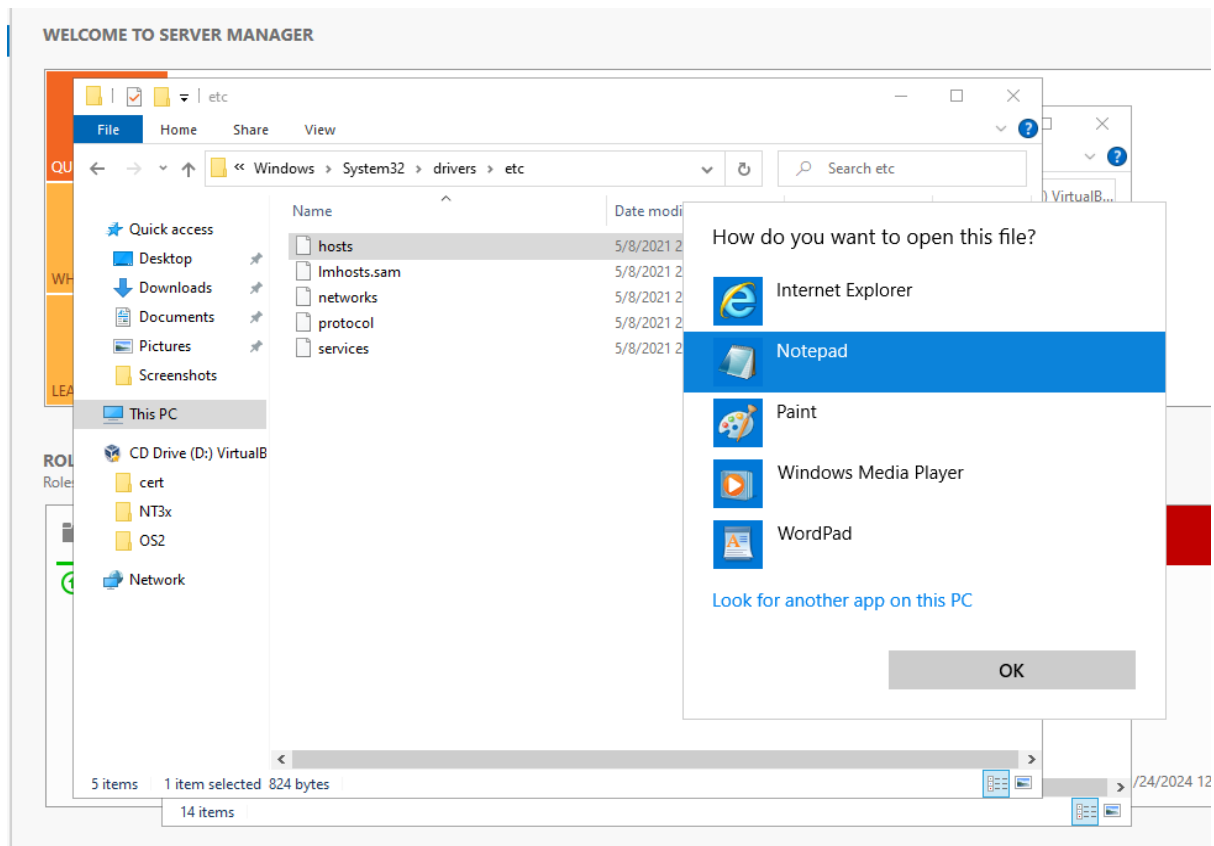 WELCOME TO SERVER MANAGER
etc
File Home Share View
QU
« Windows › System32 › drivers › etc
Search etc
) VirtualB...
Name
Date modi
Quick access
Desktop
Downloads
Documents
Pictures
Screenshots
This PC
CD Drive (D:) VirtualB
cert
NT3x
OS2
Network
WH
LEA
ROL
Roles
hosts 5/8/2021 2
lmhosts.sam 5/8/2021 2
networks 5/8/2021 2
protocol 5/8/2021 2
services 5/8/2021 2
How do you want to open this file?
Internet Explorer
Notepad
Paint
Windows Media Player
WordPad
Look for another app on this PC
OK
5 items 1 item selected 824 bytes
/24/2024 12
14 items